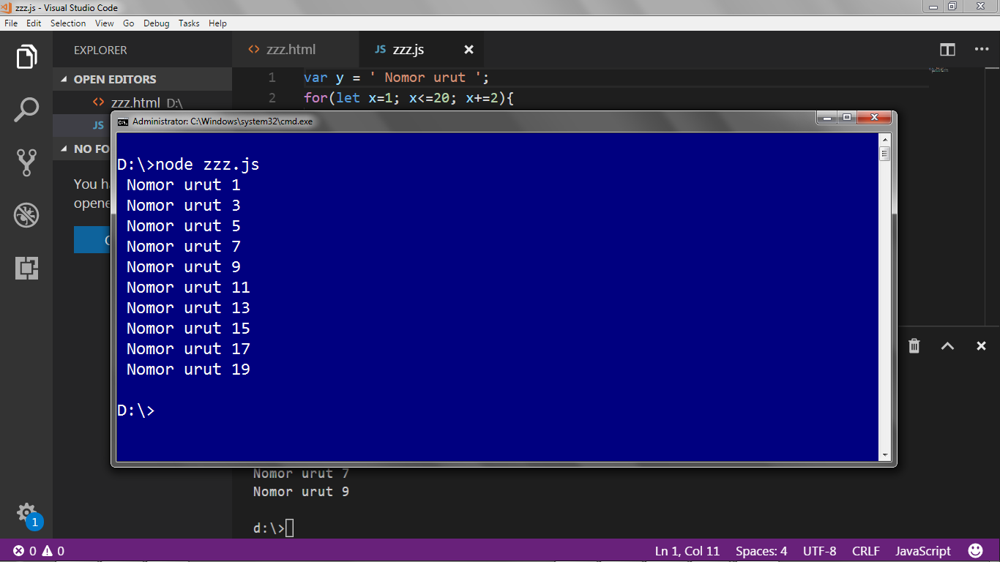 zzz.js - Visual Studio Code
File Edit Selection View Go Debug Tasks Help
EXPLORER
OPEN EDITORS
zzz.html D:\
JS
NO FO
You ha
opene
zzz.html
JS zzz.js
1 var y = ' Nomor urut ';
2 for(let x=1; x<=20; x+=2){
Administrator: C:\Windows\system32\cmd.exe
D:\>node zzz.js
Nomor urut 1
Nomor urut 3
Nomor urut 5
Nomor urut 7
Nomor urut 9
Nomor urut 11
Nomor urut 13
Nomor urut 15
Nomor urut 17
Nomor urut 19
D:\>
Nomor urut 7
Nomor urut 9
d:\>
1
0 0
Ln 1, Col 11 Spaces: 4 UTF-8 CRLF JavaScript